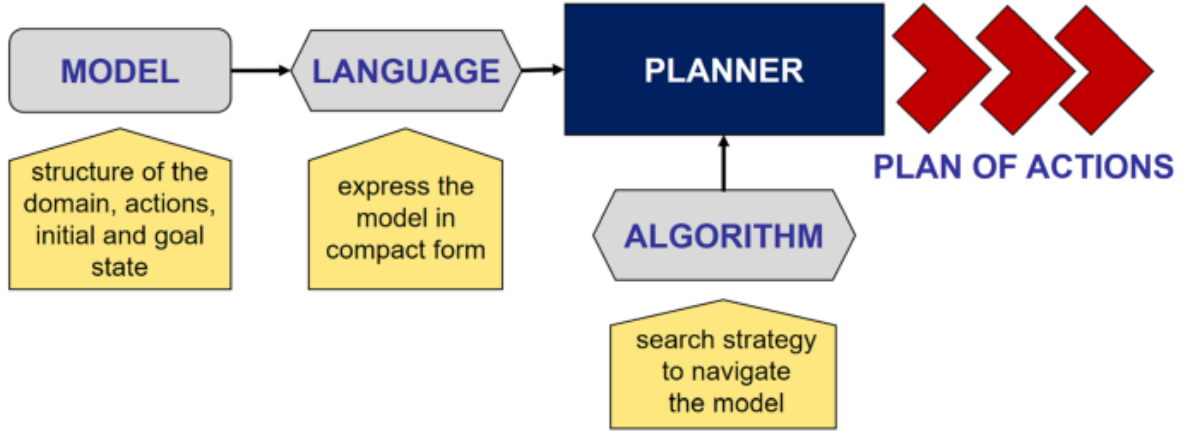 MODEL
LANGUAGE
PLANNER
PLAN OF ACTIONS
structure of the
domain, actions,
initial and goal
state
express the
model in
compact form
ALGORITHM
search strategy
to navigate
the model